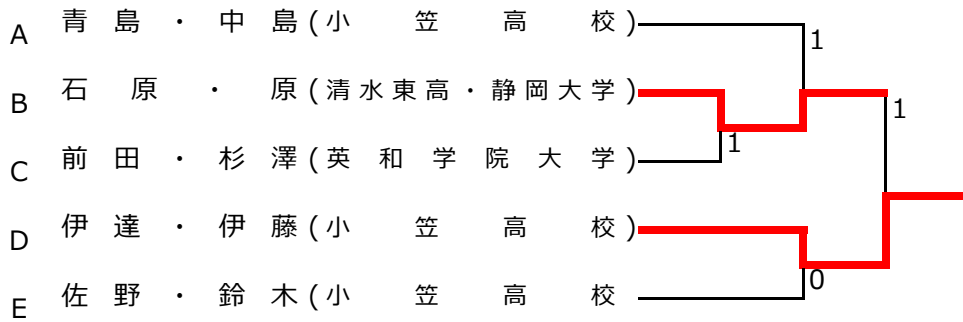 A 青島・中島(小笠高校)
1
B 石原・原(清水東高・静岡大学)
1
1
C 前田・杉澤(英和学院大学)
D 伊達・伊藤(小笠高校)
0
E 佐野・鈴木(小笠高校